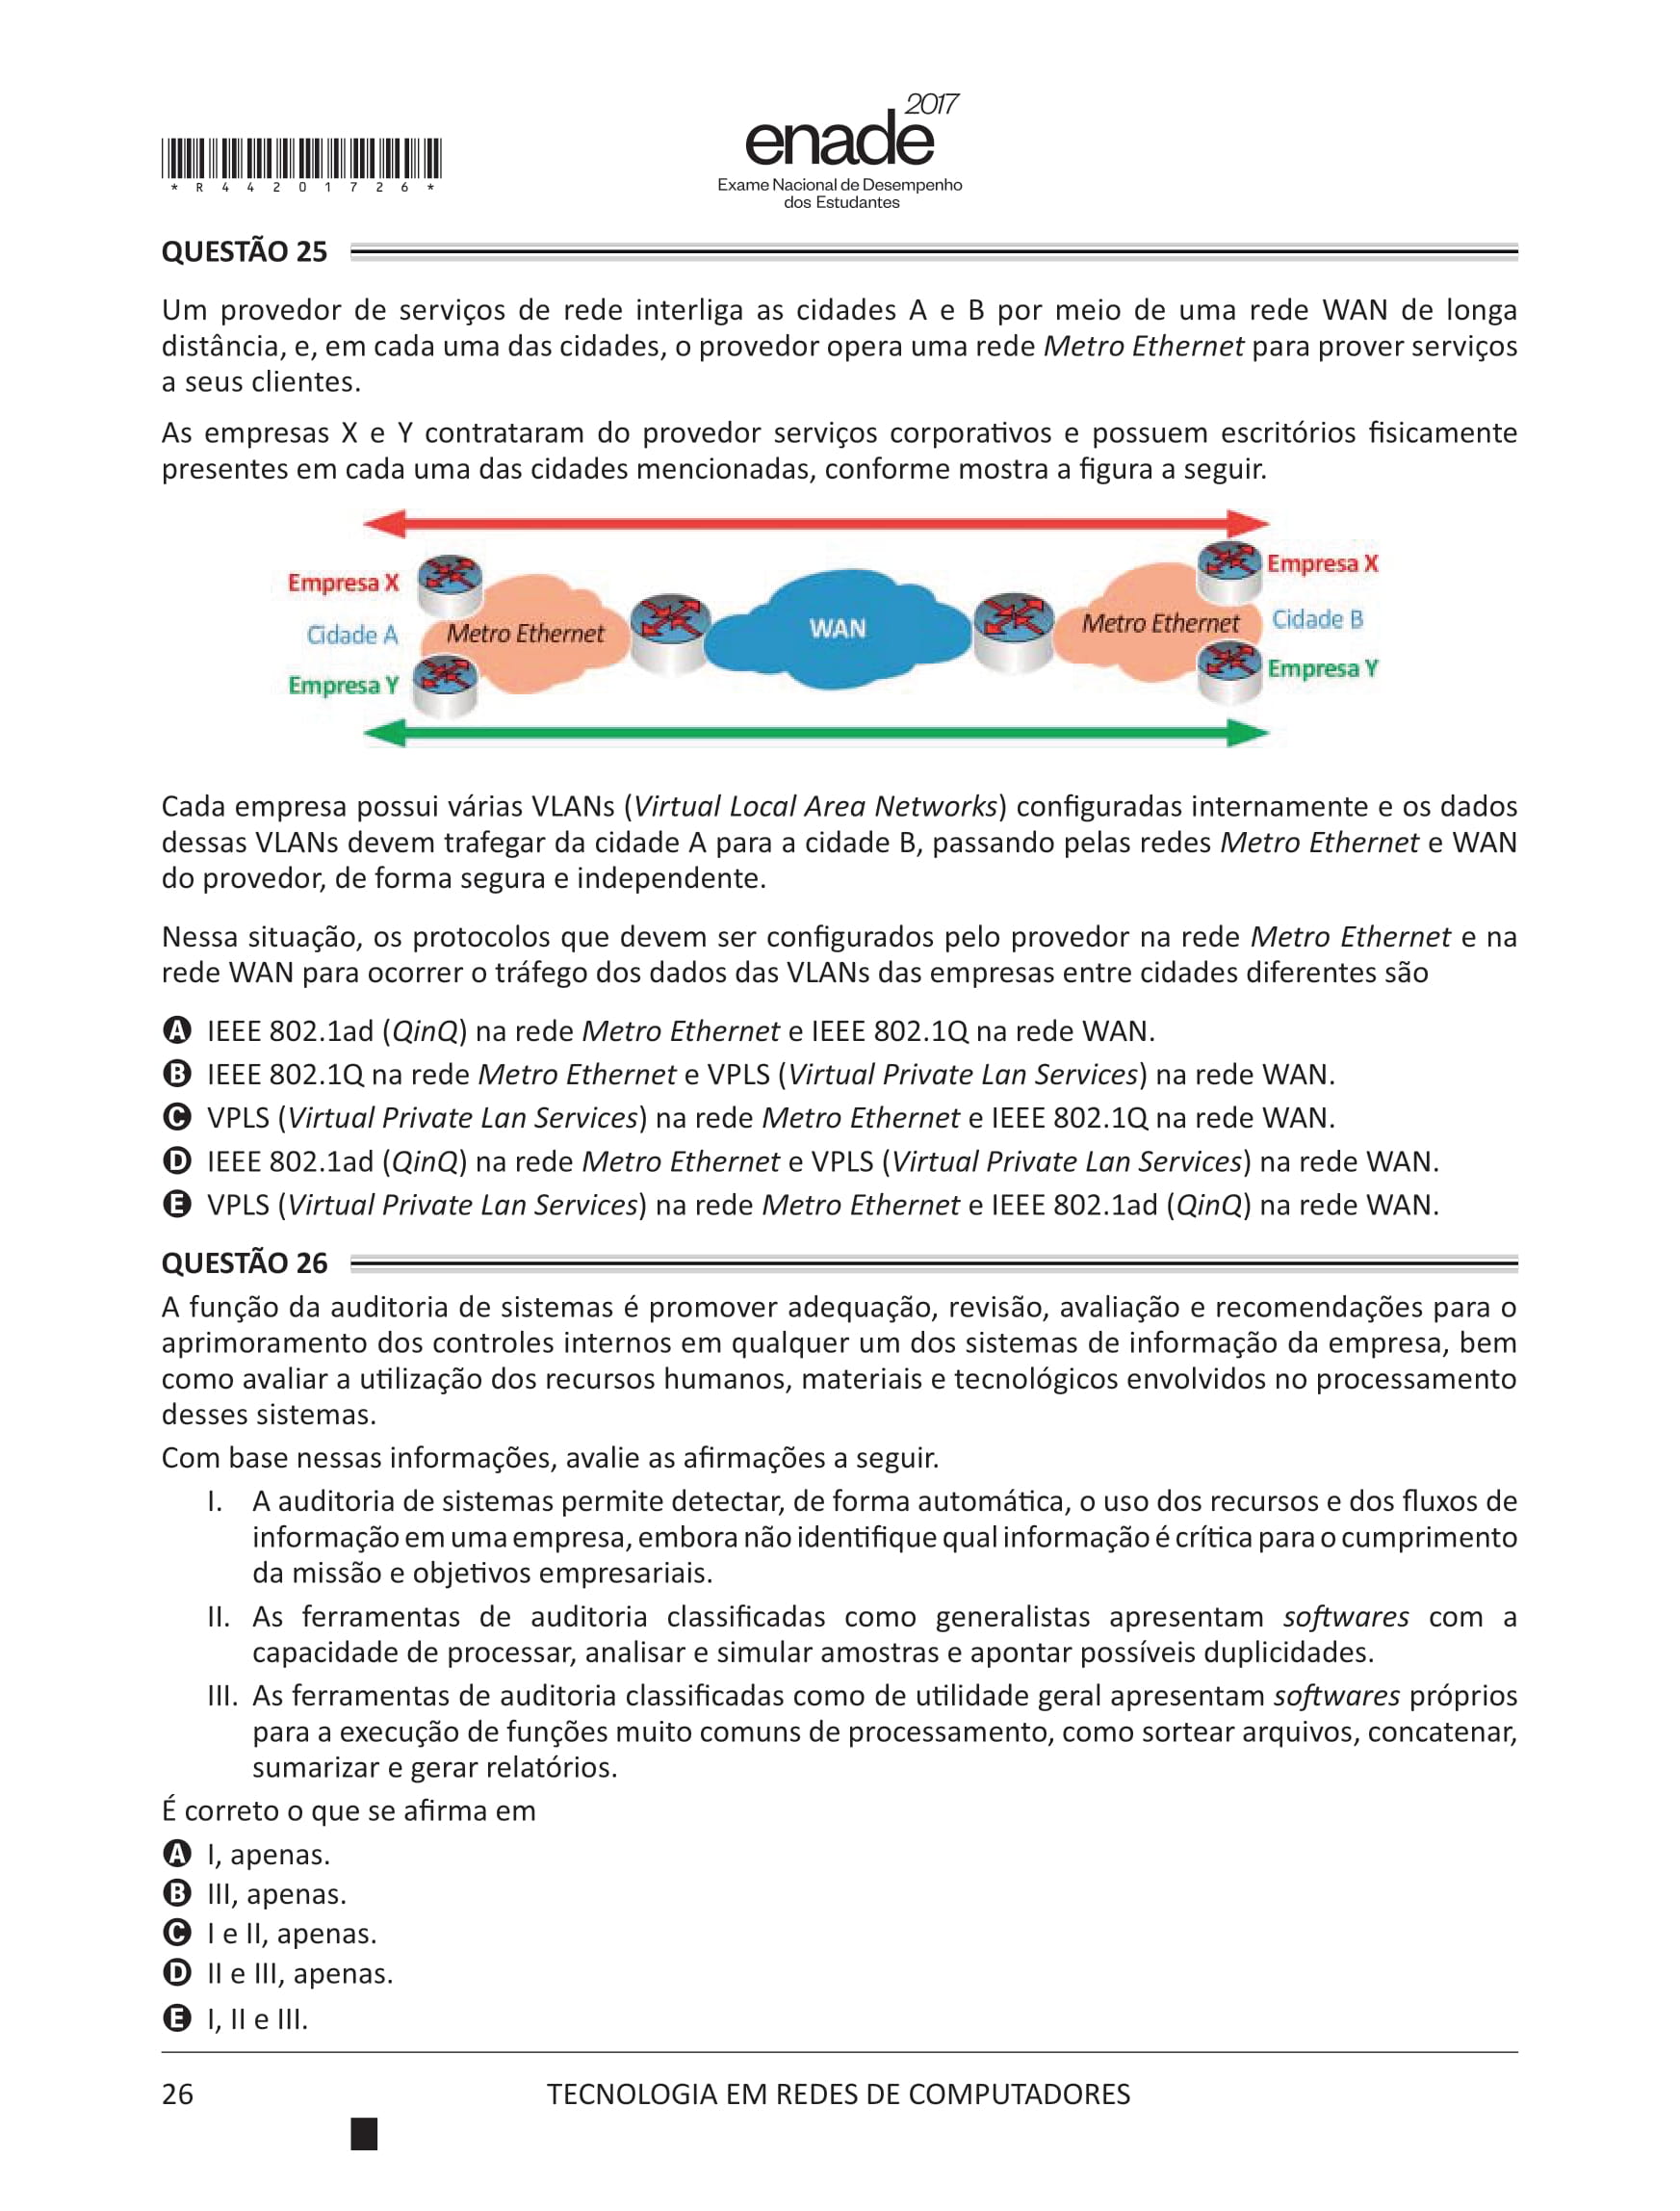 enade 2017
Exame Nacional de Desempenho
dos Estudantes
* R 4 4 2 0 1 7 2 6 *
QUESTÃO 25
Um provedor de serviços de rede interliga as cidades A e B por meio de uma rede WAN de longa
distância, e, em cada uma das cidades, o provedor opera uma rede Metro Ethernet para prover serviços
a seus clientes.
As empresas X e Y contrataram do provedor serviços corporativos e possuem escritórios fisicamente
presentes em cada uma das cidades mencionadas, conforme mostra a figura a seguir.
Empresa X
Cidade A
Empresa Y
Metro Ethernet
WAN
Metro Ethernet
Empresa X
Cidade B
Empresa Y
Cada empresa possui várias VLANs (Virtual Local Area Networks) configuradas internamente e os dados
dessas VLANs devem trafegar da cidade A para a cidade B, passando pelas redes Metro Ethernet e WAN
do provedor, de forma segura e independente.
Nessa situação, os protocolos que devem ser configurados pelo provedor na rede Metro Ethernet e na
rede WAN para ocorrer o tráfego dos dados das VLANs das empresas entre cidades diferentes são
A IEEE 802.1ad (QinQ) na rede Metro Ethernet e IEEE 802.1Q na rede WAN.
B IEEE 802.1Q na rede Metro Ethernet e VPLS (Virtual Private Lan Services) na rede WAN.
C VPLS (Virtual Private Lan Services) na rede Metro Ethernet e IEEE 802.1Q na rede WAN.
D IEEE 802.1ad (QinQ) na rede Metro Ethernet e VPLS (Virtual Private Lan Services) na rede WAN.
E VPLS (Virtual Private Lan Services) na rede Metro Ethernet e IEEE 802.1ad (QinQ) na rede WAN.
QUESTÃO 26
A função da auditoria de sistemas é promover adequação, revisão, avaliação e recomendações para o
aprimoramento dos controles internos em qualquer um dos sistemas de informação da empresa, bem
como avaliar a utilização dos recursos humanos, materiais e tecnológicos envolvidos no processamento
desses sistemas.
Com base nessas informações, avalie as afirmações a seguir.
I. A auditoria de sistemas permite detectar, de forma automática, o uso dos recursos e dos fluxos de
informação em uma empresa, embora não identifique qual informação é crítica para o cumprimento
da missão e objetivos empresariais.
II. As ferramentas de auditoria classificadas como generalistas apresentam softwares com a
capacidade de processar, analisar e simular amostras e apontar possíveis duplicidades.
III. As ferramentas de auditoria classificadas como de utilidade geral apresentam softwares próprios
para a execução de funções muito comuns de processamento, como sortear arquivos, concatenar,
sumarizar e gerar relatórios.
É correto o que se afirma em
A I, apenas.
B III, apenas.
C I e II, apenas.
D II e III, apenas.
E I, II e III.
26
TECNOLOGIA EM REDES DE COMPUTADORES